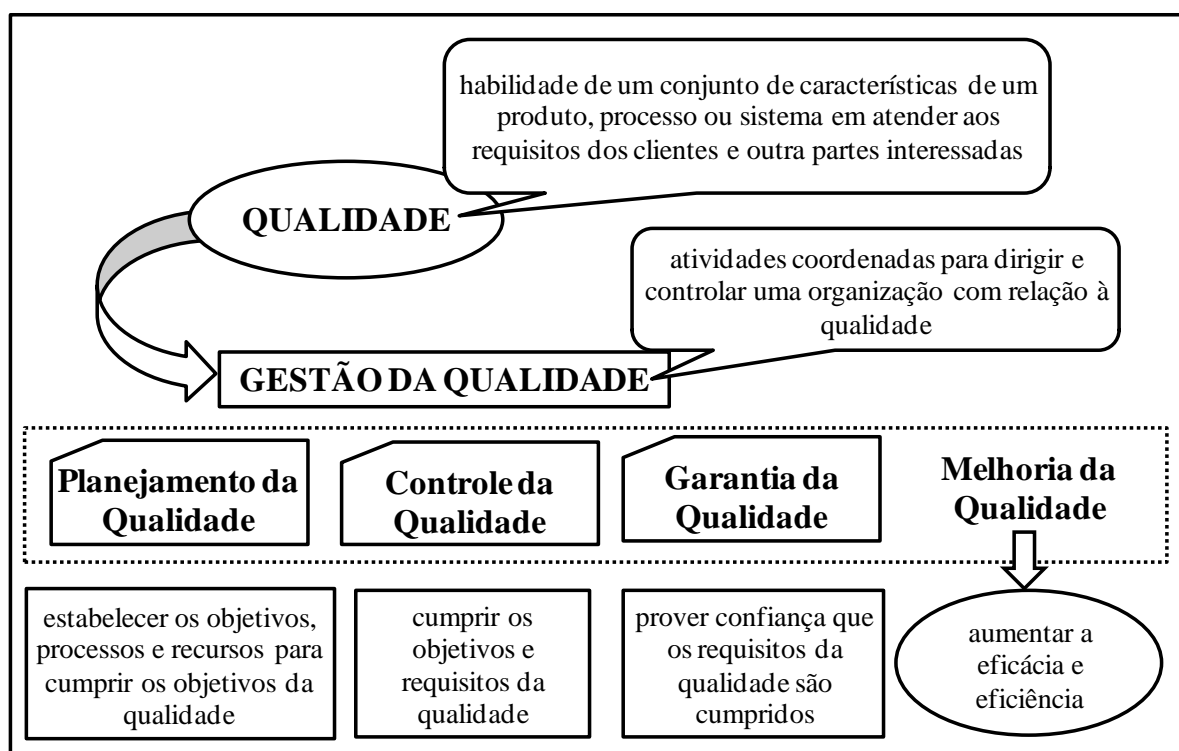 habilidade de um conjunto de características de um
produto, processo ou sistema em atender aos
requisitos dos clientes e outra partes interessadas
QUALIDADE
atividades coordenadas para dirigir e
controlar uma organização com relação à
qualidade
GESTÃO DA QUALIDADE
Planejamento da
Qualidade
Controle da
Qualidade
Garantia da
Qualidade
Melhoria da
Qualidade
estabelecer os objetivos,
processos e recursos para
cumprir os objetivos da
qualidade
cumprir os
objetivos e
requisitos da
qualidade
prover confiança que
os requisitos da
qualidade são
cumpridos
aumentar a
eficácia e
eficiência